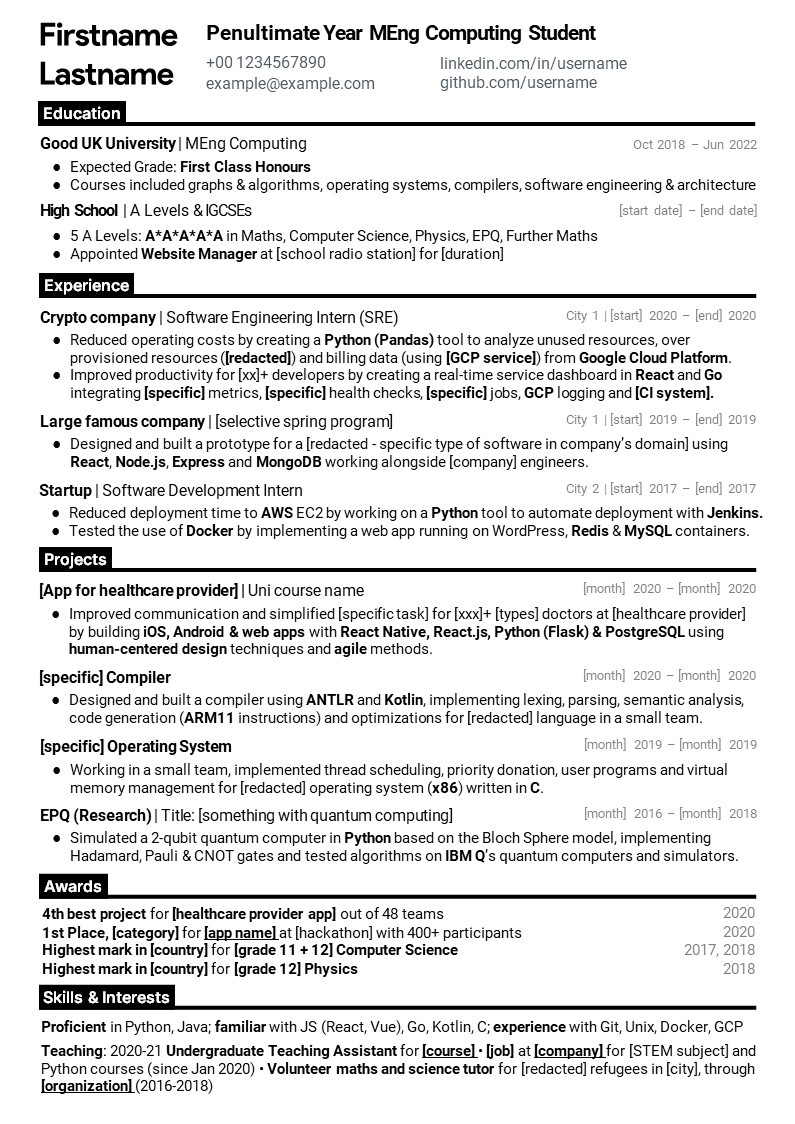 Firstname
Lastname
Penultimate Year MEng Computing Student
+00 1234567890
linkedin.com/in/username
example@example.com
github.com/username
Education
Good UK University | MEng Computing Oct 2018 – Jun 2022
● Expected Grade: First Class Honours
● Courses included graphs & algorithms, operating systems, compilers, software engineering & architecture
High School | A Levels & IGCSEs [start date] – [end date]
● 5 A Levels: A*A*A*A*A in Maths, Computer Science, Physics, EPQ, Further Maths
● Appointed Website Manager at [school radio station] for [duration]
Experience
Crypto company | Software Engineering Intern (SRE) City 1 | [start] 2020 – [end] 2020
● Reduced operating costs by creating a Python (Pandas) tool to analyze unused resources, over
provisioned resources ([redacted]) and billing data (using [GCP service]) from Google Cloud Platform.
● Improved productivity for [xx]+ developers by creating a real-time service dashboard in React and Go
integrating [specific] metrics, [specific] health checks, [specific] jobs, GCP logging and [CI system].
Large famous company | [selective spring program] City 1 | [start] 2019 – [end] 2019
● Designed and built a prototype for a [redacted - specific type of software in company's domain] using
React, Node.js, Express and MongoDB working alongside [company] engineers.
Startup | Software Development Intern City 2 | [start] 2017 – [end] 2017
● Reduced deployment time to AWS EC2 by working on a Python tool to automate deployment with Jenkins.
● Tested the use of Docker by implementing a web app running on WordPress, Redis & MySQL containers.
Projects
[App for healthcare provider] | Uni course name [month] 2020 – [month] 2020
● Improved communication and simplified [specific task] for [xxx]+ [types] doctors at [healthcare provider]
by building iOS, Android & web apps with React Native, React.js, Python (Flask) & PostgreSQL using
human-centered design techniques and agile methods.
[specific] Compiler [month] 2020 – [month] 2020
● Designed and built a compiler using ANTLR and Kotlin, implementing lexing, parsing, semantic analysis,
code generation (ARM11 instructions) and optimizations for [redacted] language in a small team.
[specific] Operating System [month] 2019 – [month] 2019
● Working in a small team, implemented thread scheduling, priority donation, user programs and virtual
memory management for [redacted] operating system (x86) written in C.
EPQ (Research) | Title: [something with quantum computing] [month] 2016 – [month] 2018
● Simulated a 2-qubit quantum computer in Python based on the Bloch Sphere model, implementing
Hadamard, Pauli & CNOT gates and tested algorithms on IBM Q's quantum computers and simulators.
Awards
4th best project for [healthcare provider app] out of 48 teams 2020
1st Place, [category] for [app name] at [hackathon] with 400+ participants 2020
Highest mark in [country] for [grade 11 + 12] Computer Science 2017, 2018
Highest mark in [country] for [grade 12] Physics 2018
Skills & Interests
Proficient in Python, Java; familiar with JS (React, Vue), Go, Kotlin, C; experience with Git, Unix, Docker, GCP
Teaching: 2020-21 Undergraduate Teaching Assistant for [course] • [job] at [company] for [STEM subject] and
Python courses (since Jan 2020) • Volunteer maths and science tutor for [redacted] refugees in [city], through
[organization] (2016-2018)